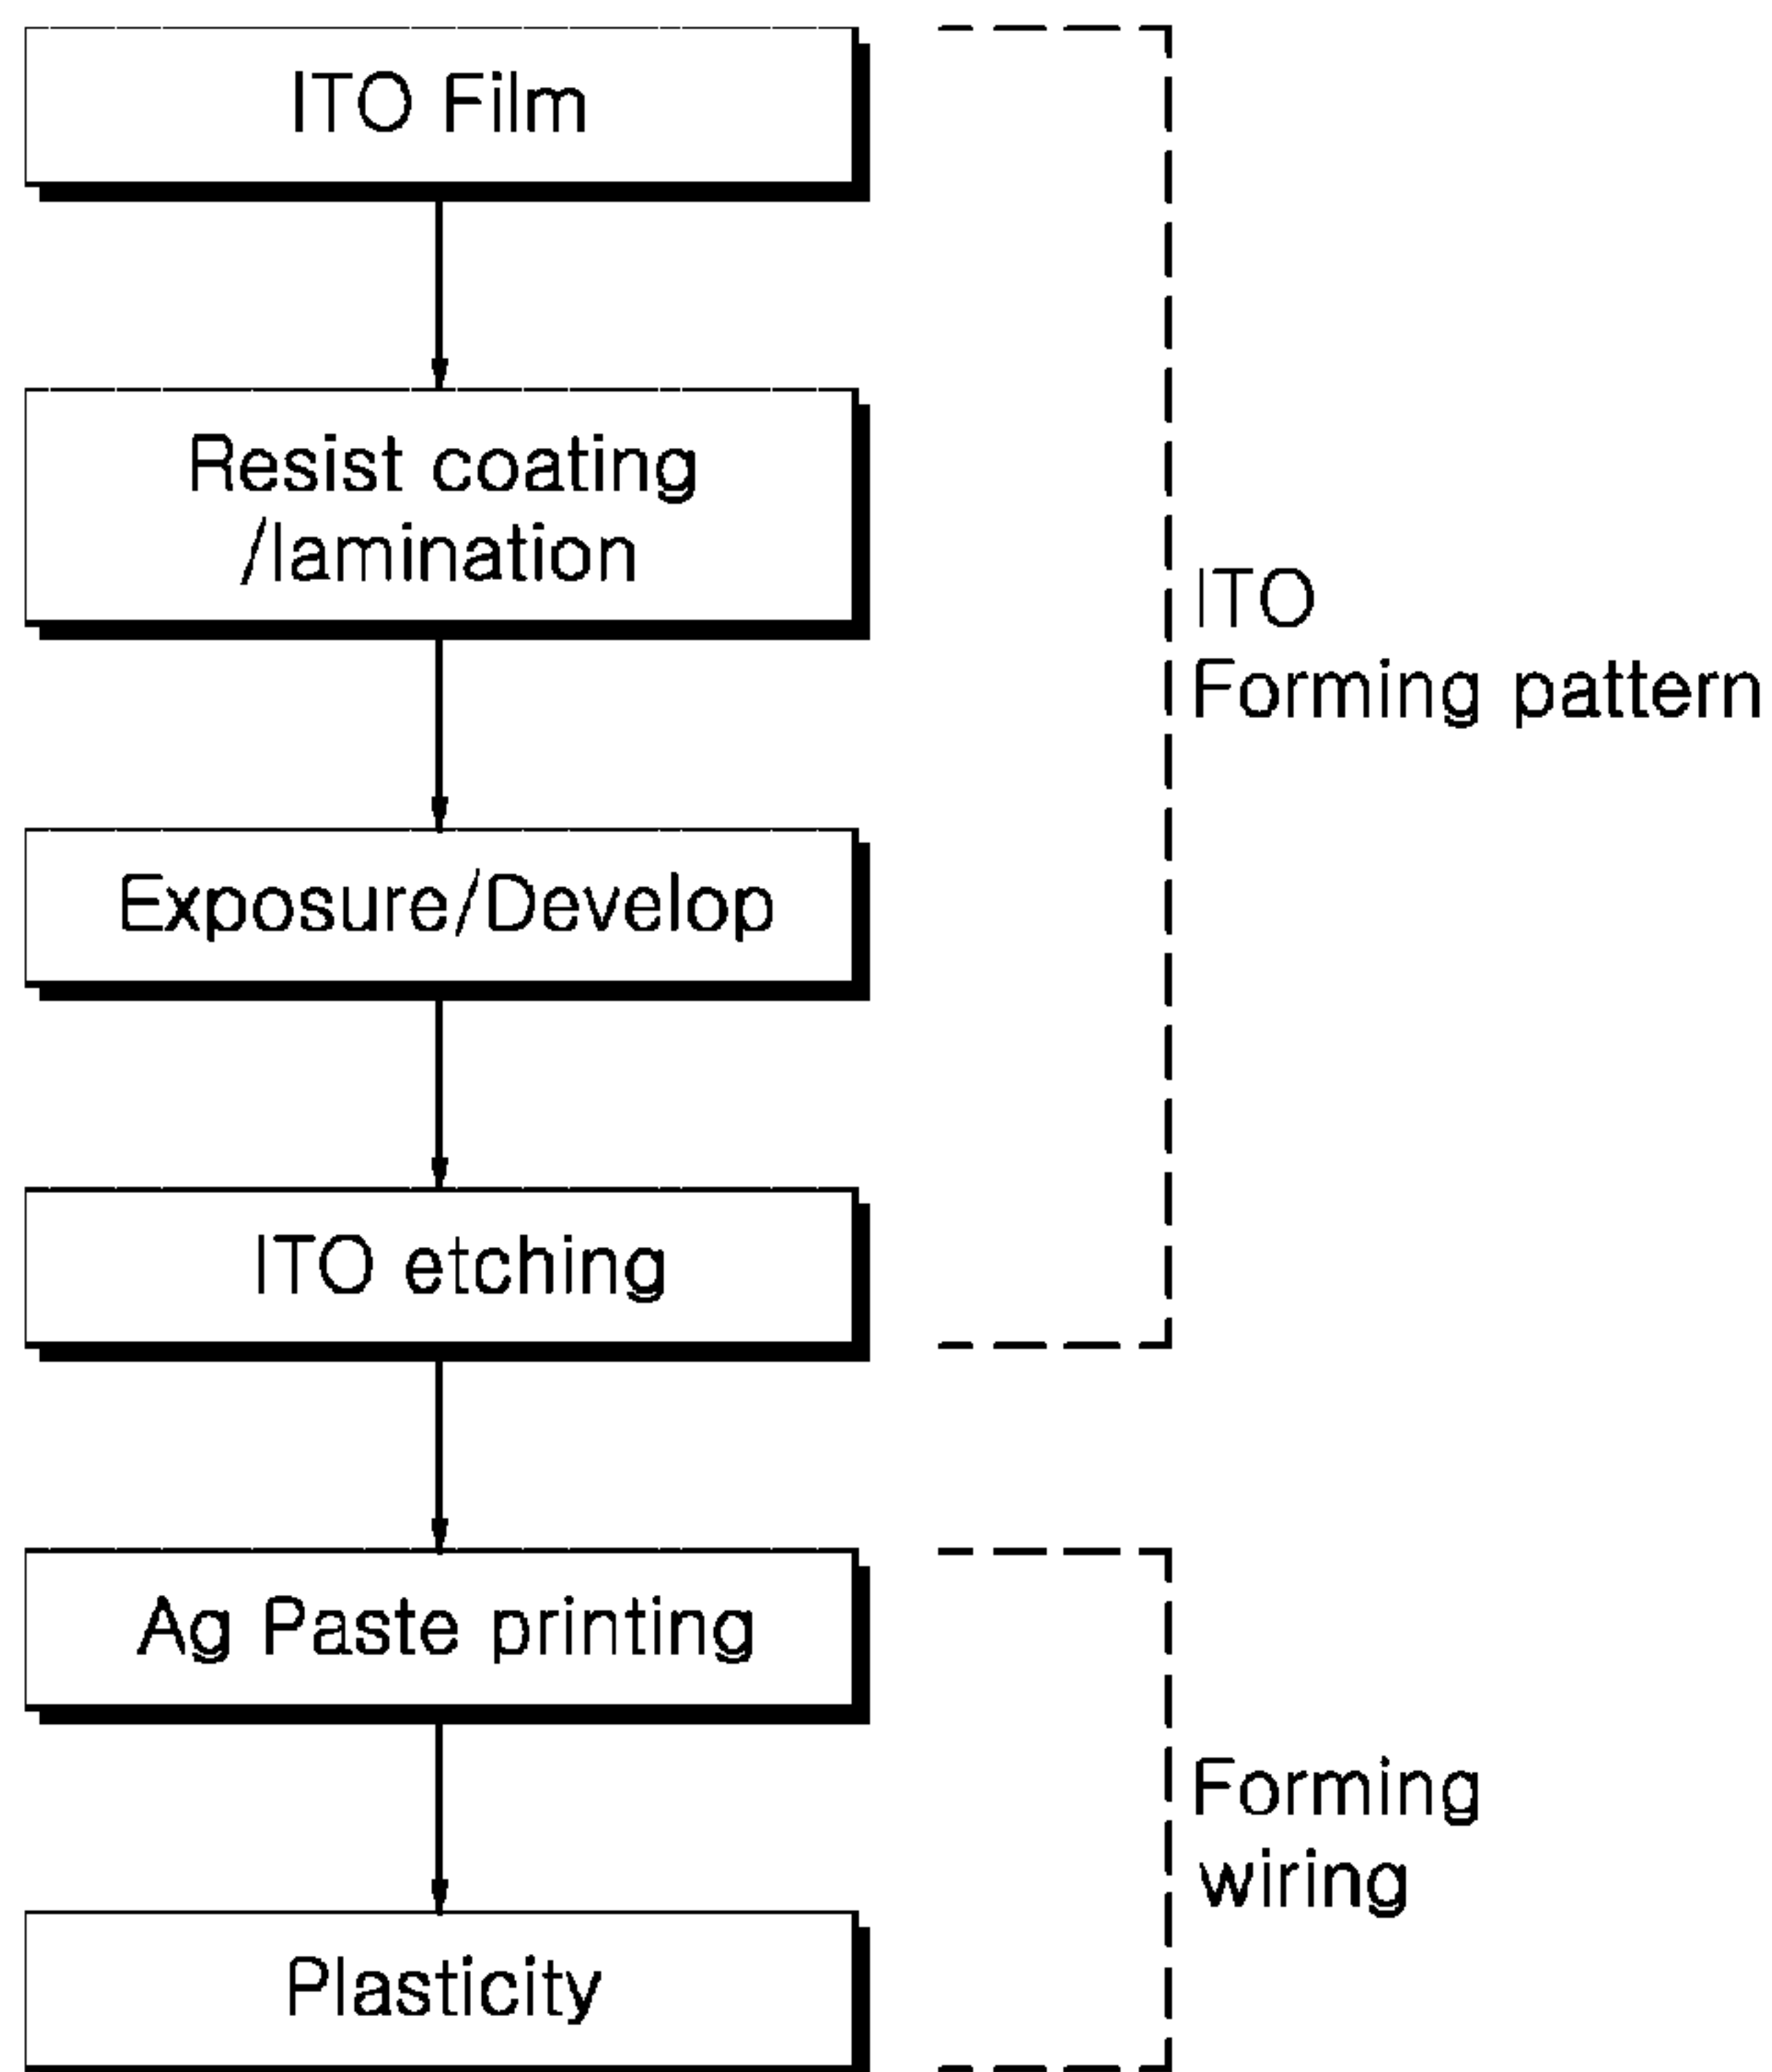 ITO Film
Resist coating
/lamination
ITO
Forming pattern
Exposure/Develop
ITO etching
Ag Paste printing
Forming
wiring
Plasticity